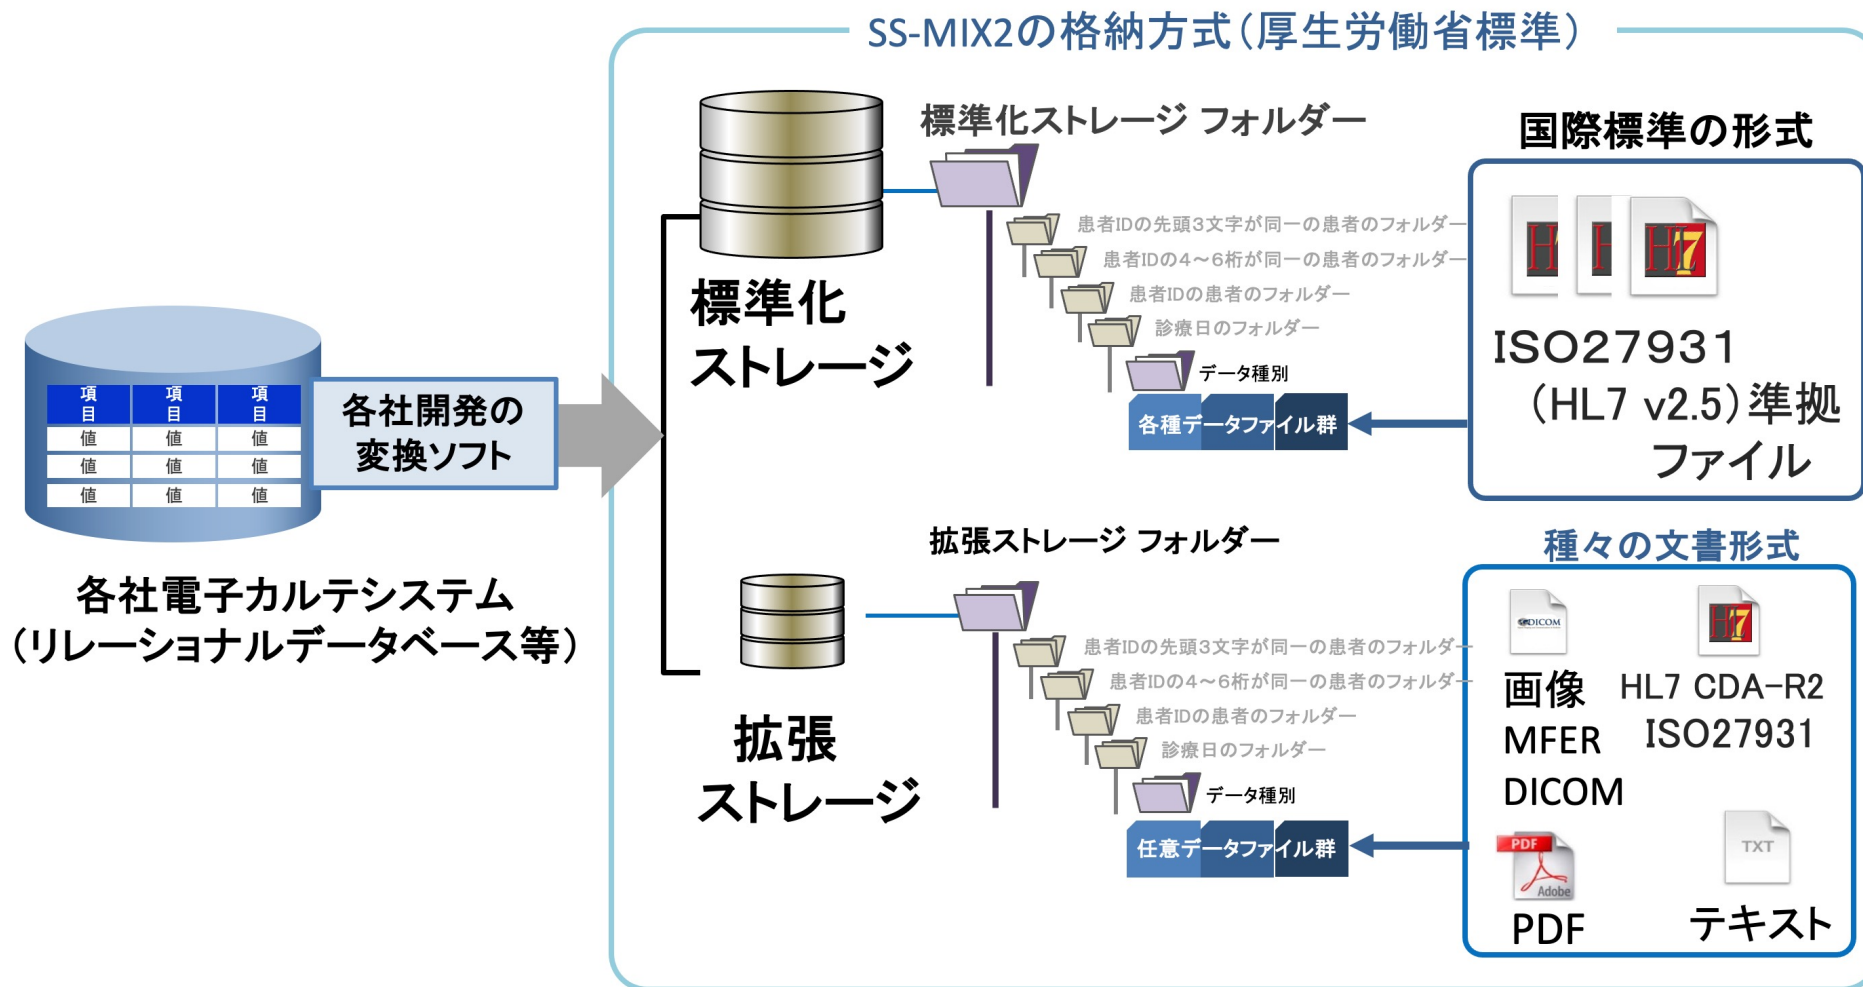 SS-MIX2の格納方式(厚生労働省標準)
標準化ストレージ フォルダー
国際標準の形式
患者IDの先頭3文字が同一の患者のフォルダー
患者IDの4～6桁が同一の患者のフォルダー
患者IDの患者のフォルダー
診療日のフォルダー
データ種別
各種データファイル群
標準化
ストレージ
HL7
ISO27931
(HL7 v2.5)準拠
ファイル
項目 項目 項目
値 値 値
値 値 値
値 値 値
各社開発の
変換ソフト
各社電子カルテシステム
(リレーショナルデータベース等)
拡張ストレージ フォルダー
種々の文書形式
患者IDの先頭3文字が同一の患者のフォルダー
患者IDの4～6桁が同一の患者のフォルダー
患者IDの患者のフォルダー
診療日のフォルダー
データ種別
任意データファイル群
拡張
ストレージ
DICOM
画像
MFER
DICOM
HL7
HL7 CDA-R2
ISO27931
PDF
Adobe
PDF
TXT
テキスト